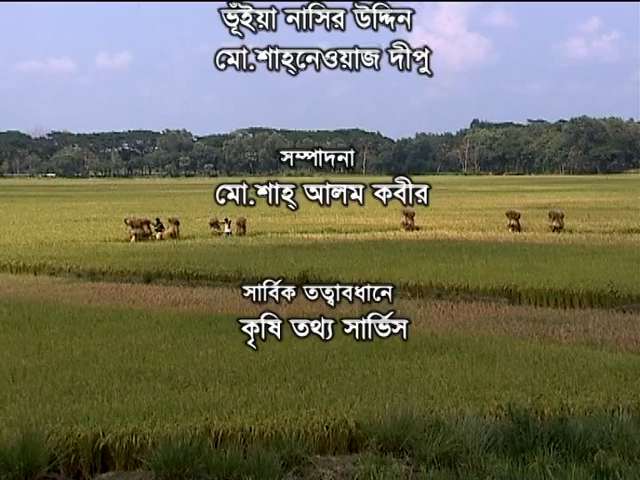 ভূঁইয়া নাসির উদ্দিন
মো.শাহ্‌নেওয়াজ দীপু
সম্পাদনা
মো.শাহ্ আলম কবীর
সার্বিক তত্ত্বাবধানে
কৃষি তথ্য সার্ভিস